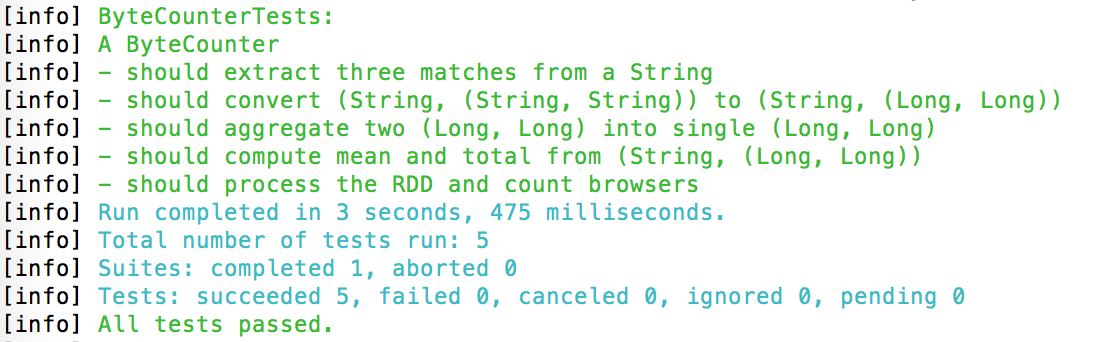 [info] ByteCounterTests:
[info] A ByteCounter
[info] - should extract three matches from a String
[info] - should convert (String, (String, String)) to (String, (Long, Long))
[info] - should aggregate two (Long, Long) into single (Long, Long)
[info] - should compute mean and total from (String, (Long, Long))
[info] - should process the RDD and count browsers
[info] Run completed in 3 seconds, 475 milliseconds.
[info] Total number of tests run: 5
[info] Suites: completed 1, aborted 0
[info] Tests: succeeded 5, failed 0, canceled 0, ignored 0, pending 0
[info] All tests passed.